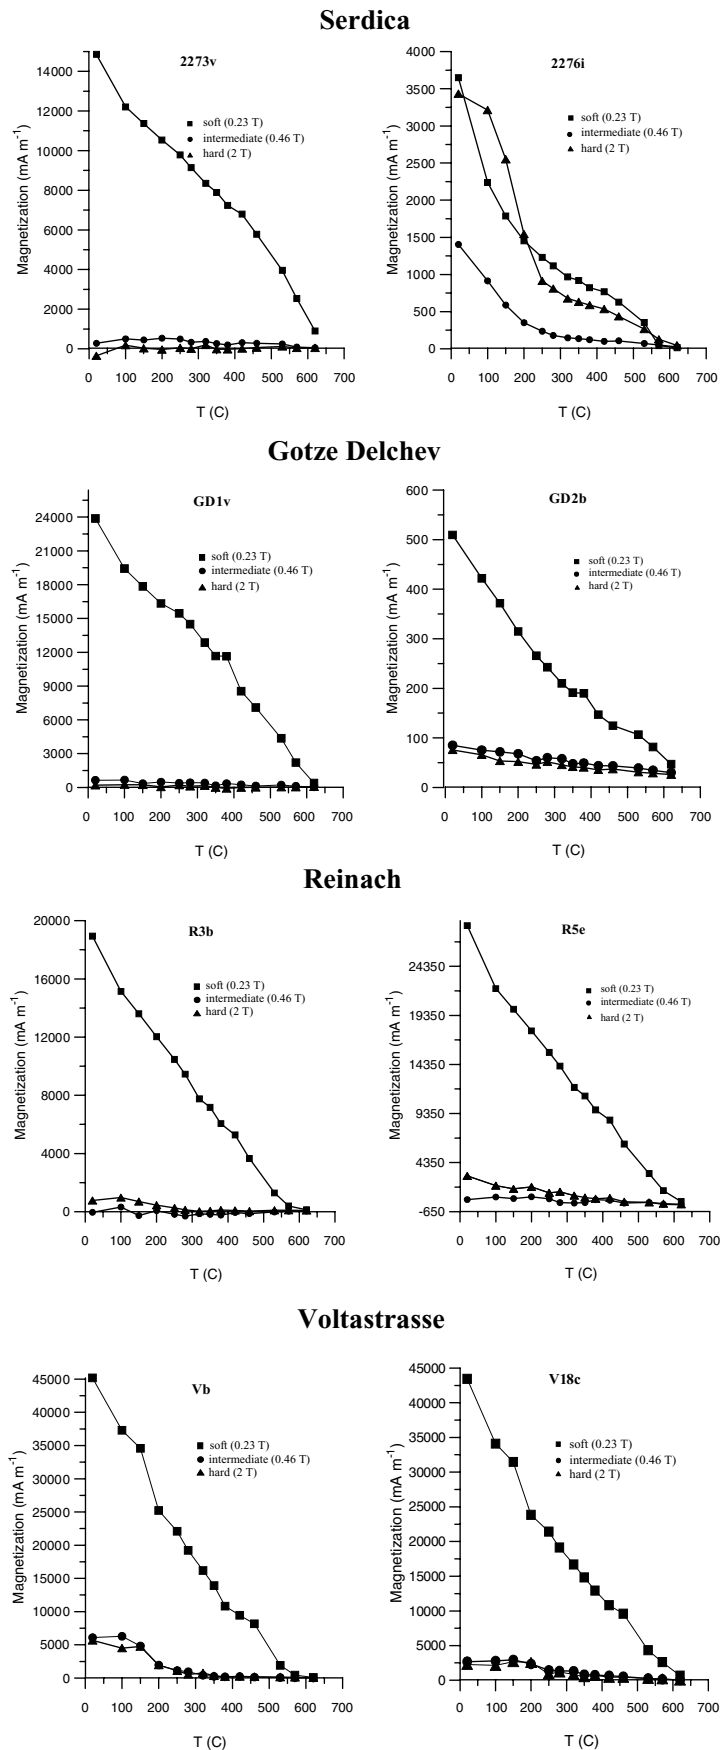 Serdica
2273v
Magnetization (mA m-1)
14000
12000
10000
8000
6000
4000
2000
0
soft (0.23 T)
intermediate (0.46 T)
hard (2 T)
0 100 200 300 400 500 600 700
T (C)
2276i
Magnetization (mA m-1)
4000
3500
3000
2500
2000
1500
1000
500
0
soft (0.23 T)
intermediate (0.46 T)
hard (2 T)
0 100 200 300 400 500 600 700
T (C)
Gotze Delchev
GD1v
Magnetization (mA m-1)
24000
21000
18000
15000
12000
9000
6000
3000
0
soft (0.23 T)
intermediate (0.46 T)
hard (2 T)
0 100 200 300 400 500 600 700
T (C)
GD2b
Magnetization (mA m-1)
600
500
400
300
200
100
0
soft (0.23 T)
intermediate (0.46 T)
hard (2 T)
0 100 200 300 400 500 600 700
T (C)
Reinach
R3b
Magnetization (mA m-1)
20000
16000
12000
8000
4000
0
soft (0.23 T)
intermediate (0.46 T)
hard (2 T)
0 100 200 300 400 500 600 700
T (C)
R5e
Magnetization (mA m-1)
24350
19350
14350
9350
4350
-650
soft (0.23 T)
intermediate (0.46 T)
hard (2 T)
0 100 200 300 400 500 600 700
T (C)
Voltastrasse
Vb
Magnetization (mA m-1)
45000
40000
35000
30000
25000
20000
15000
10000
5000
0
soft (0.23 T)
intermediate (0.46 T)
hard (2 T)
0 100 200 300 400 500 600 700
T (C)
V18c
Magnetization (mA m-1)
45000
40000
35000
30000
25000
20000
15000
10000
5000
0
soft (0.23 T)
intermediate (0.46 T)
hard (2 T)
0 100 200 300 400 500 600 700
T (C)